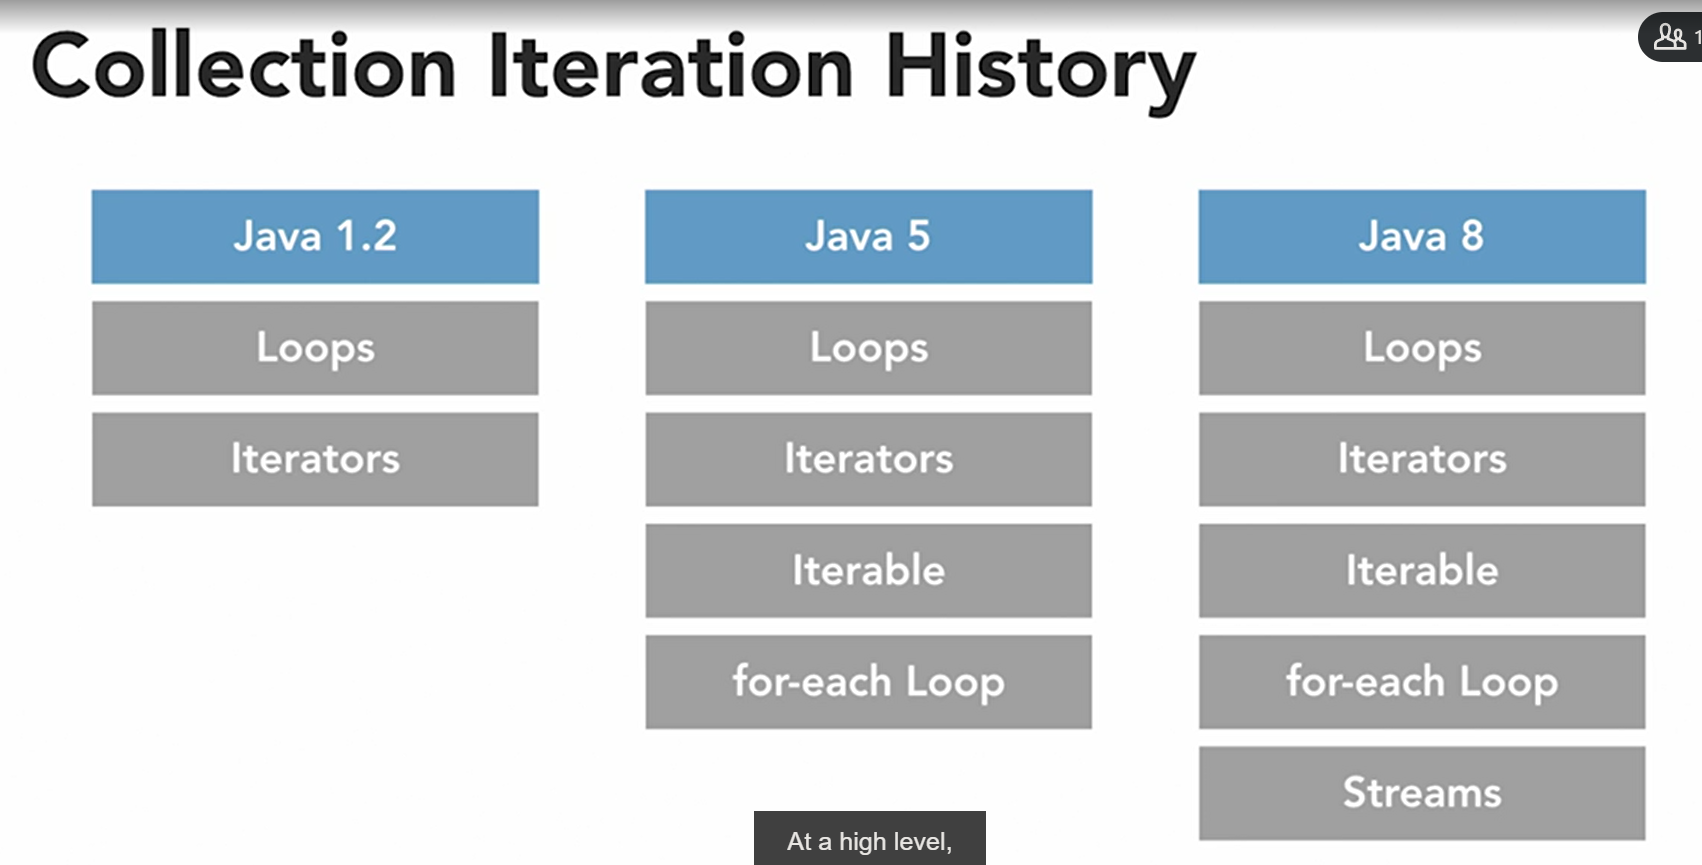 Collection Iteration History
1
Java 1.2
Loops
Iterators
Java 5
Loops
Iterators
Iterable
for-each Loop
Java 8
Loops
Iterators
Iterable
for-each Loop
Streams
At a high level,